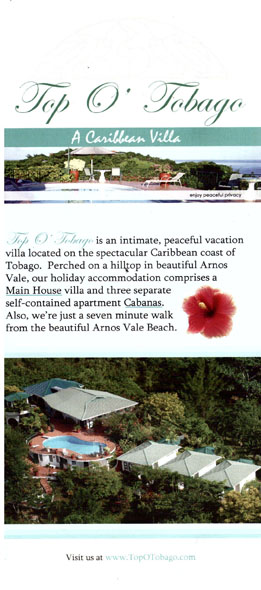 Top O' Tobago
A Caribbean Villa
enjoy peaceful privacy
Top O' Tobago is an intimate, peaceful vacation
villa located on the spectacular Caribbean coast of
Tobago. Perched on a hilltop in beautiful Arnos
Vale, our holiday accommodation comprises a
Main House villa and three separate
self-contained apartment Cabanas.
Also, we're just a seven minute walk
from the beautiful Arnos Vale Beach.
Visit us at www.TopOTobago.com